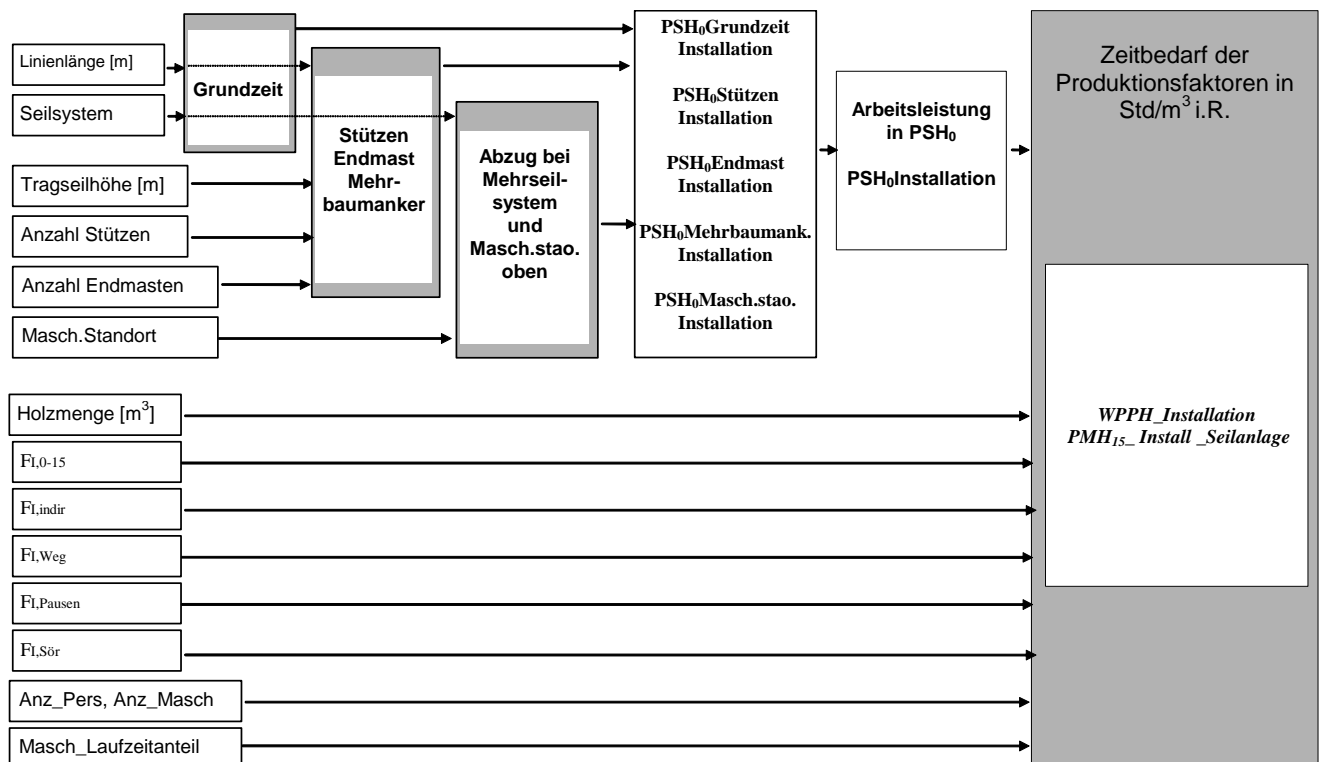 Linienlänge [m]
Seilsystem
Tragseilhöhe [m]
Anzahl Stützen
Anzahl Endmasten
Masch.Standort
Grundzeit
Stützen
Endmast
Mehr-
baumanker
Abzug bei
Mehrseil-
system
und
Masch.stao.
oben
PSH₀Grundzeit
Installation
PSH₀Stützen
Installation
PSH₀Endmast
Installation
PSH₀Mehrbaumank.
Installation
PSH₀Masch.stao.
Installation
Arbeitsleistung
in PSH₀
PSH₀Installation
Zeitbedarf der
Produktionsfaktoren in
Std/m³ i.R.
WPPH_Installation
PMH₁₅_ Install _Seilanlage
Holzmenge [m³]
FI,0-15
FI,indir
FI,Weg
FI,Pausen
FI,Sör
Anz_Pers, Anz_Masch
Masch_Laufzeitanteil